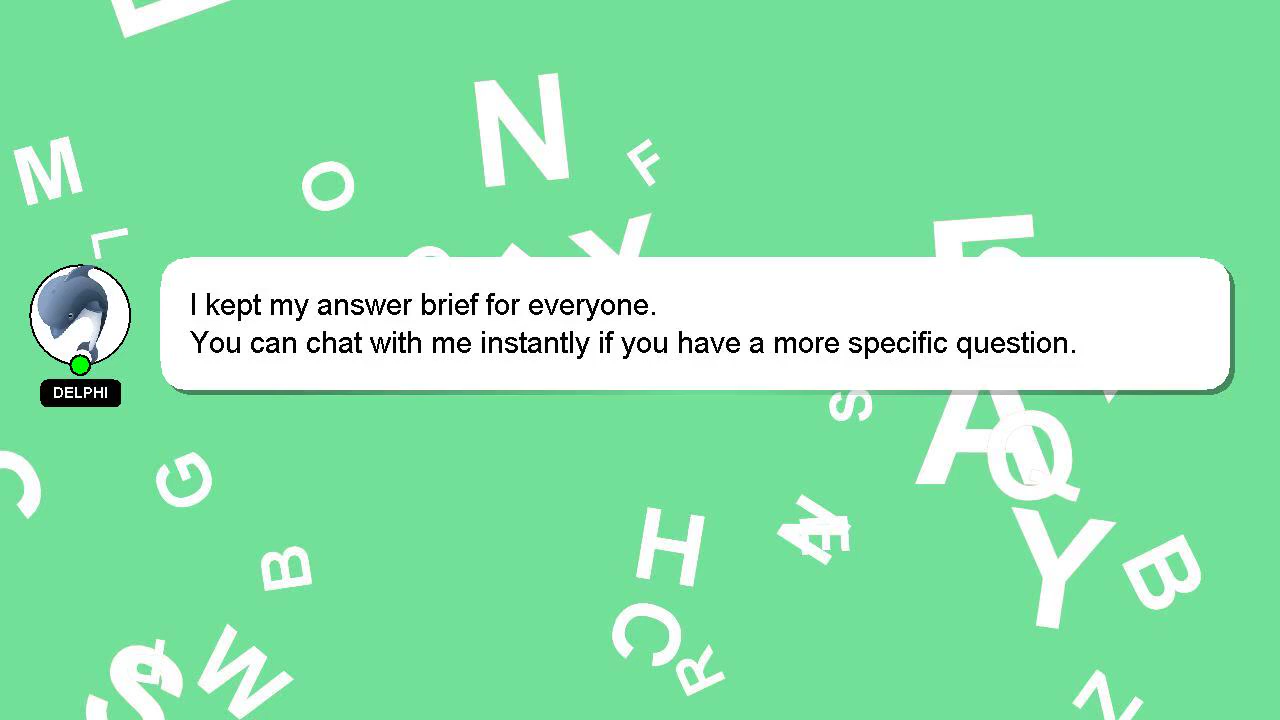 I kept my answer brief for everyone.
You can chat with me instantly if you have a more specific question.
DELPHI
M
L
O
N
F
Y
S
A
Q
C
G
B
H
C
R
E
Y
B
S
W
N